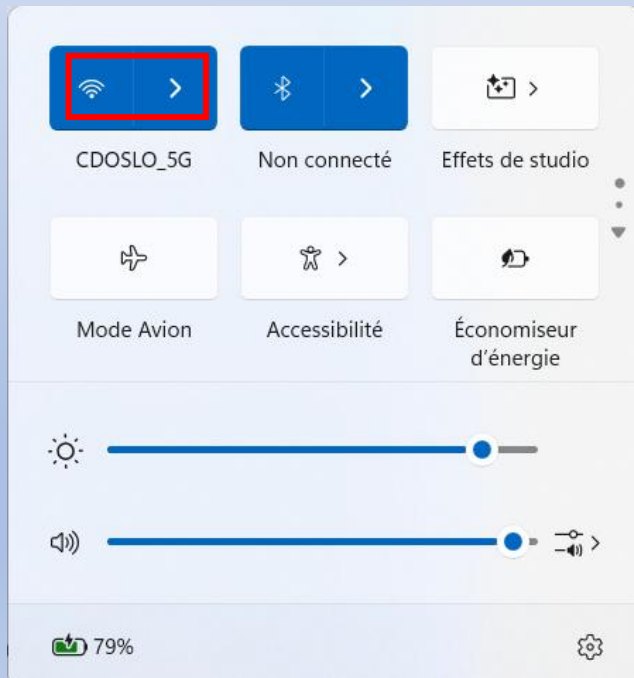 CDOSLO_5G
Non connecté
Effets de studio
Mode Avion
Accessibilité
Économiseur
d'énergie
79%